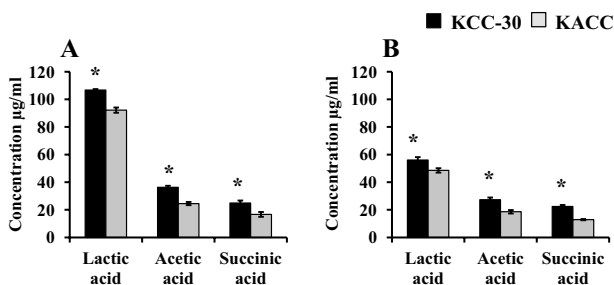 KCC-30 KACC
A
B
Concentration µg/ml
120
100
80
60
40
20
0
*
*
*
Lactic acid
Acetic acid
Succinic acid
Concentration µg/ml
120
100
80
60
40
20
0
*
*
*
Lactic acid
Acetic acid
Succinic acid